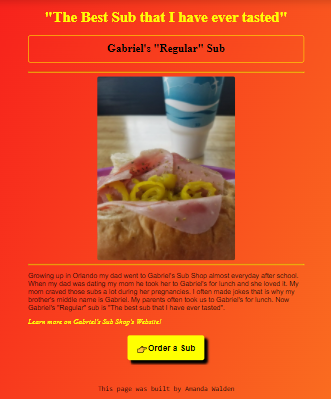 "The Best Sub that I have ever tasted"
Gabriel's "Regular" Sub
Growing up in Orlando my dad went to Gabriel's Sub Shop almost everyday after school.
When my dad was dating my mom he took her to Gabriel's for lunch and she loved it. My
mom craved those subs a lot during her pregnancies. I often made jokes that is why my
brother's middle name is Gabriel. My parents often took us to Gabriel's for lunch. Now
Gabriel's "Regular" sub is "The best sub that I have ever tasted".
Learn more on Gabriel's Sub Shop's Website!
👉Order a Sub
This page was built by Amanda Walden